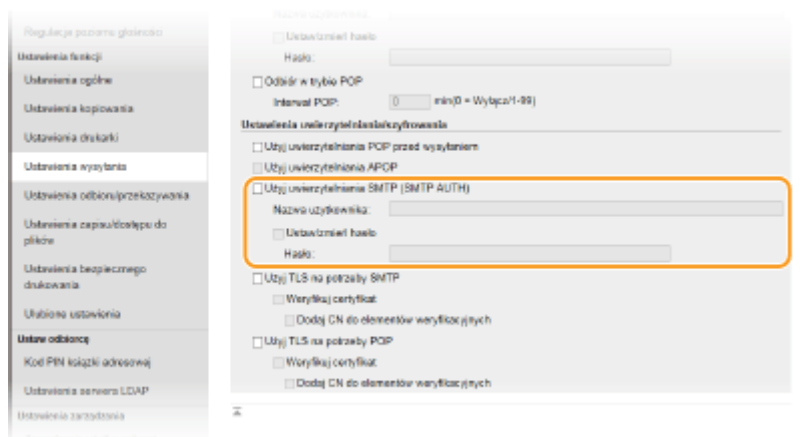 Regulacja poziomu głośności
Ustawienia funkcji
Ustawienia ogólne
Ustawienia kopiowania
Ustawienia drukarki
Ustawienia wysyłania
Ustawienia odbioru/przekazywania
Ustawienia zapisu/dostępu do
plików
Ustawienia bezpiecznego
drukowania
Ulubione ustawienia
Ustaw odbiorcę
Kod PIN książki adresowej
Ustawienia serwera LDAP
Ustawienia zarządzania
Nazwa użytkownika:
Ustaw/zmień hasło
Hasło:
Odbiór w trybie POP
Interwał POP: 0 min(0 = Wyłącz/1-99)
Ustawienia uwierzytelniania/szyfrowania
Użyj uwierzytelniania POP przed wysyłaniem
Użyj uwierzytelniania APOP
Użyj uwierzytelniania SMTP (SMTP AUTH)
Nazwa użytkownika:
Ustaw/zmień hasło
Hasło:
Użyj TLS na potrzeby SMTP
Weryfikuj certyfikat
Dodaj CN do elementów weryfikacyjnych
Użyj TLS na potrzeby POP
Weryfikuj certyfikat
Dodaj CN do elementów weryfikacyjnych